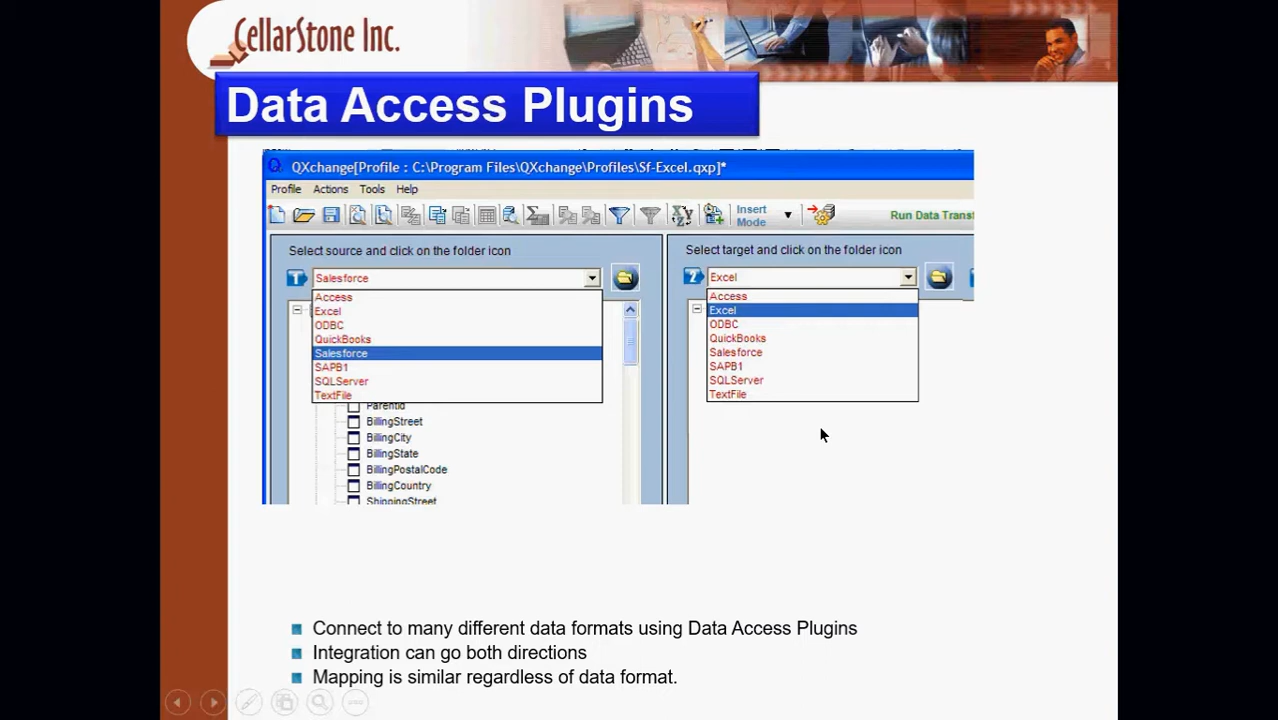 CellarStone Inc.
Data Access Plugins
QXchange[Profile : C:\Program Files\QXchange\Profiles\Sf-Excel.qxp]*
Profile Actions Tools Help
Insert Mode
Run Data Transf
Select source and click on the folder icon
1 Salesforce
Access
Excel
ODBC
QuickBooks
Salesforce
SAPB1
SQLServer
TextFile
ParentId
BillingStreet
BillingCity
BillingState
BillingPostalCode
BillingCountry
ShippingStreet
Select target and click on the folder icon
2 Excel
Access
Excel
ODBC
QuickBooks
Salesforce
SAPB1
SQLServer
TextFile
Connect to many different data formats using Data Access Plugins
Integration can go both directions
Mapping is similar regardless of data format.